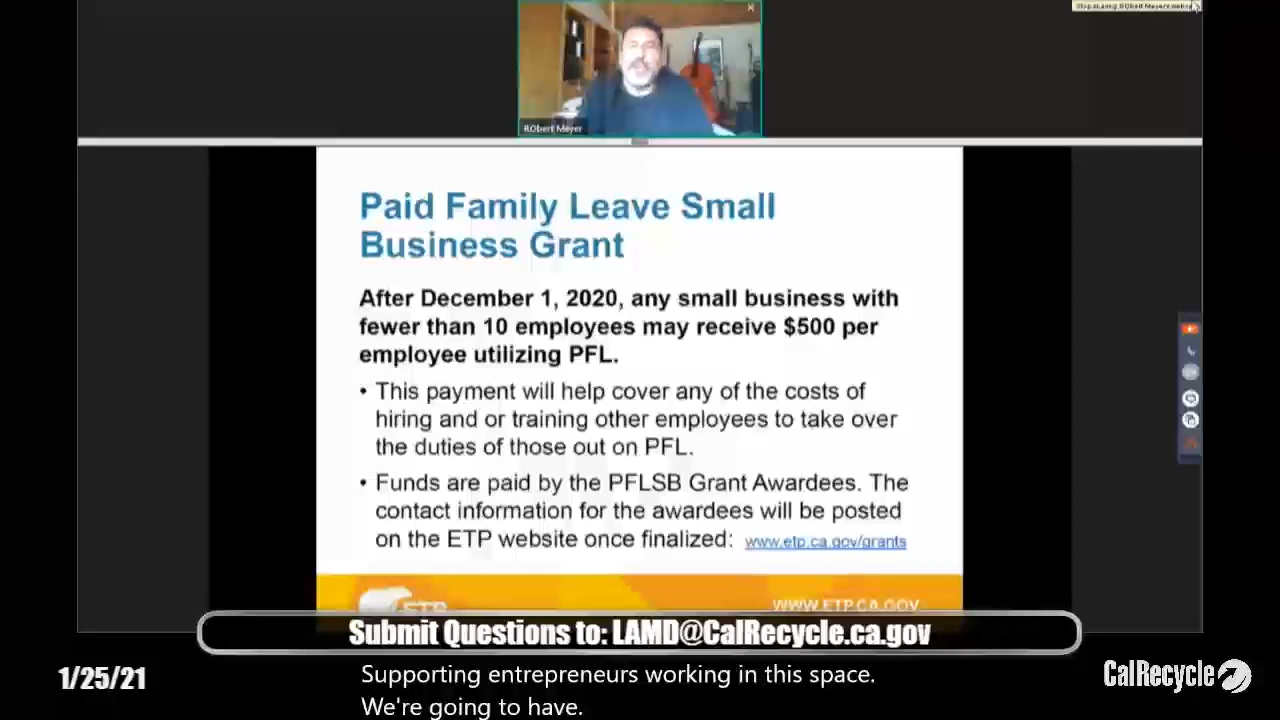 RObert Meyer
Paid Family Leave Small
Business Grant
After December 1, 2020, any small business with
fewer than 10 employees may receive $500 per
employee utilizing PFL.
• This payment will help cover any of the costs of
hiring and or training other employees to take over
the duties of those out on PFL.
• Funds are paid by the PFLSB Grant Awardees. The
contact information for the awardees will be posted
on the ETP website once finalized: www.etp.ca.gov/grants
ETP
WWW.ETP.CA.GOV
Submit Questions to: LAMD@CalRecycle.ca.gov
1/25/21
Supporting entrepreneurs working in this space.
We're going to have.
CalRecycle